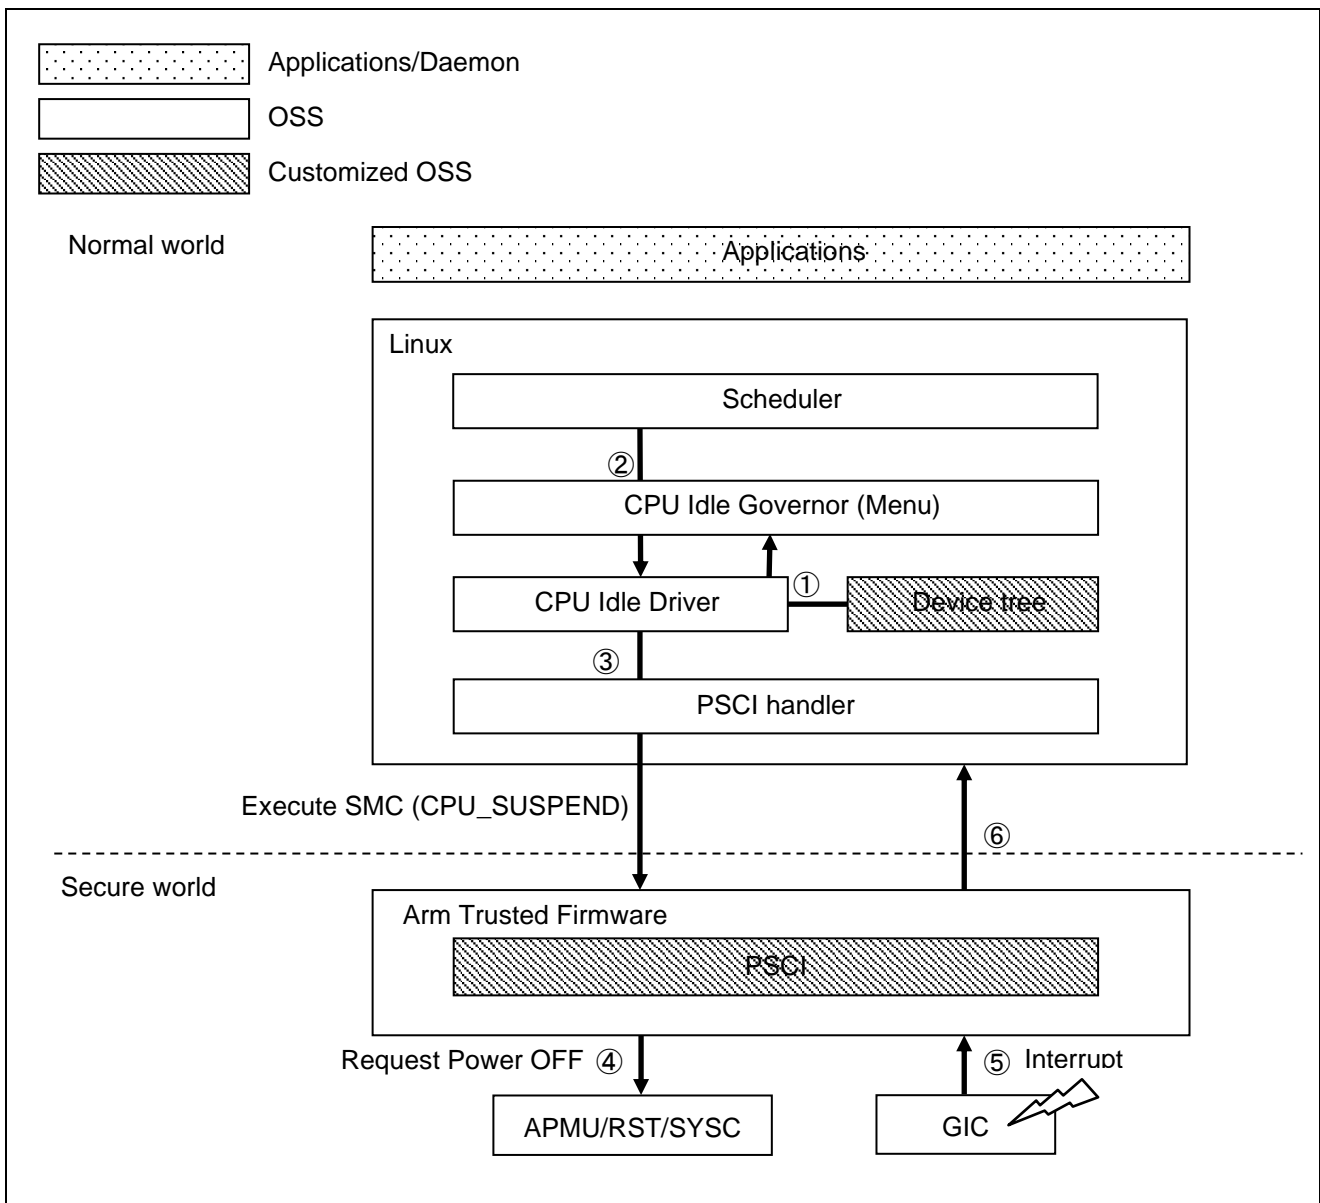 Applications/Daemon
OSS
Customized OSS
Normal world
Applications
Linux
Scheduler
②
CPU Idle Governor (Menu)
①
CPU Idle Driver
Device tree
③
PSCI handler
Execute SMC (CPU_SUSPEND)
⑥
Secure world
Arm Trusted Firmware
PSCI
Request Power OFF ④
⑤ Interrupt
APMU/RST/SYSC
GIC